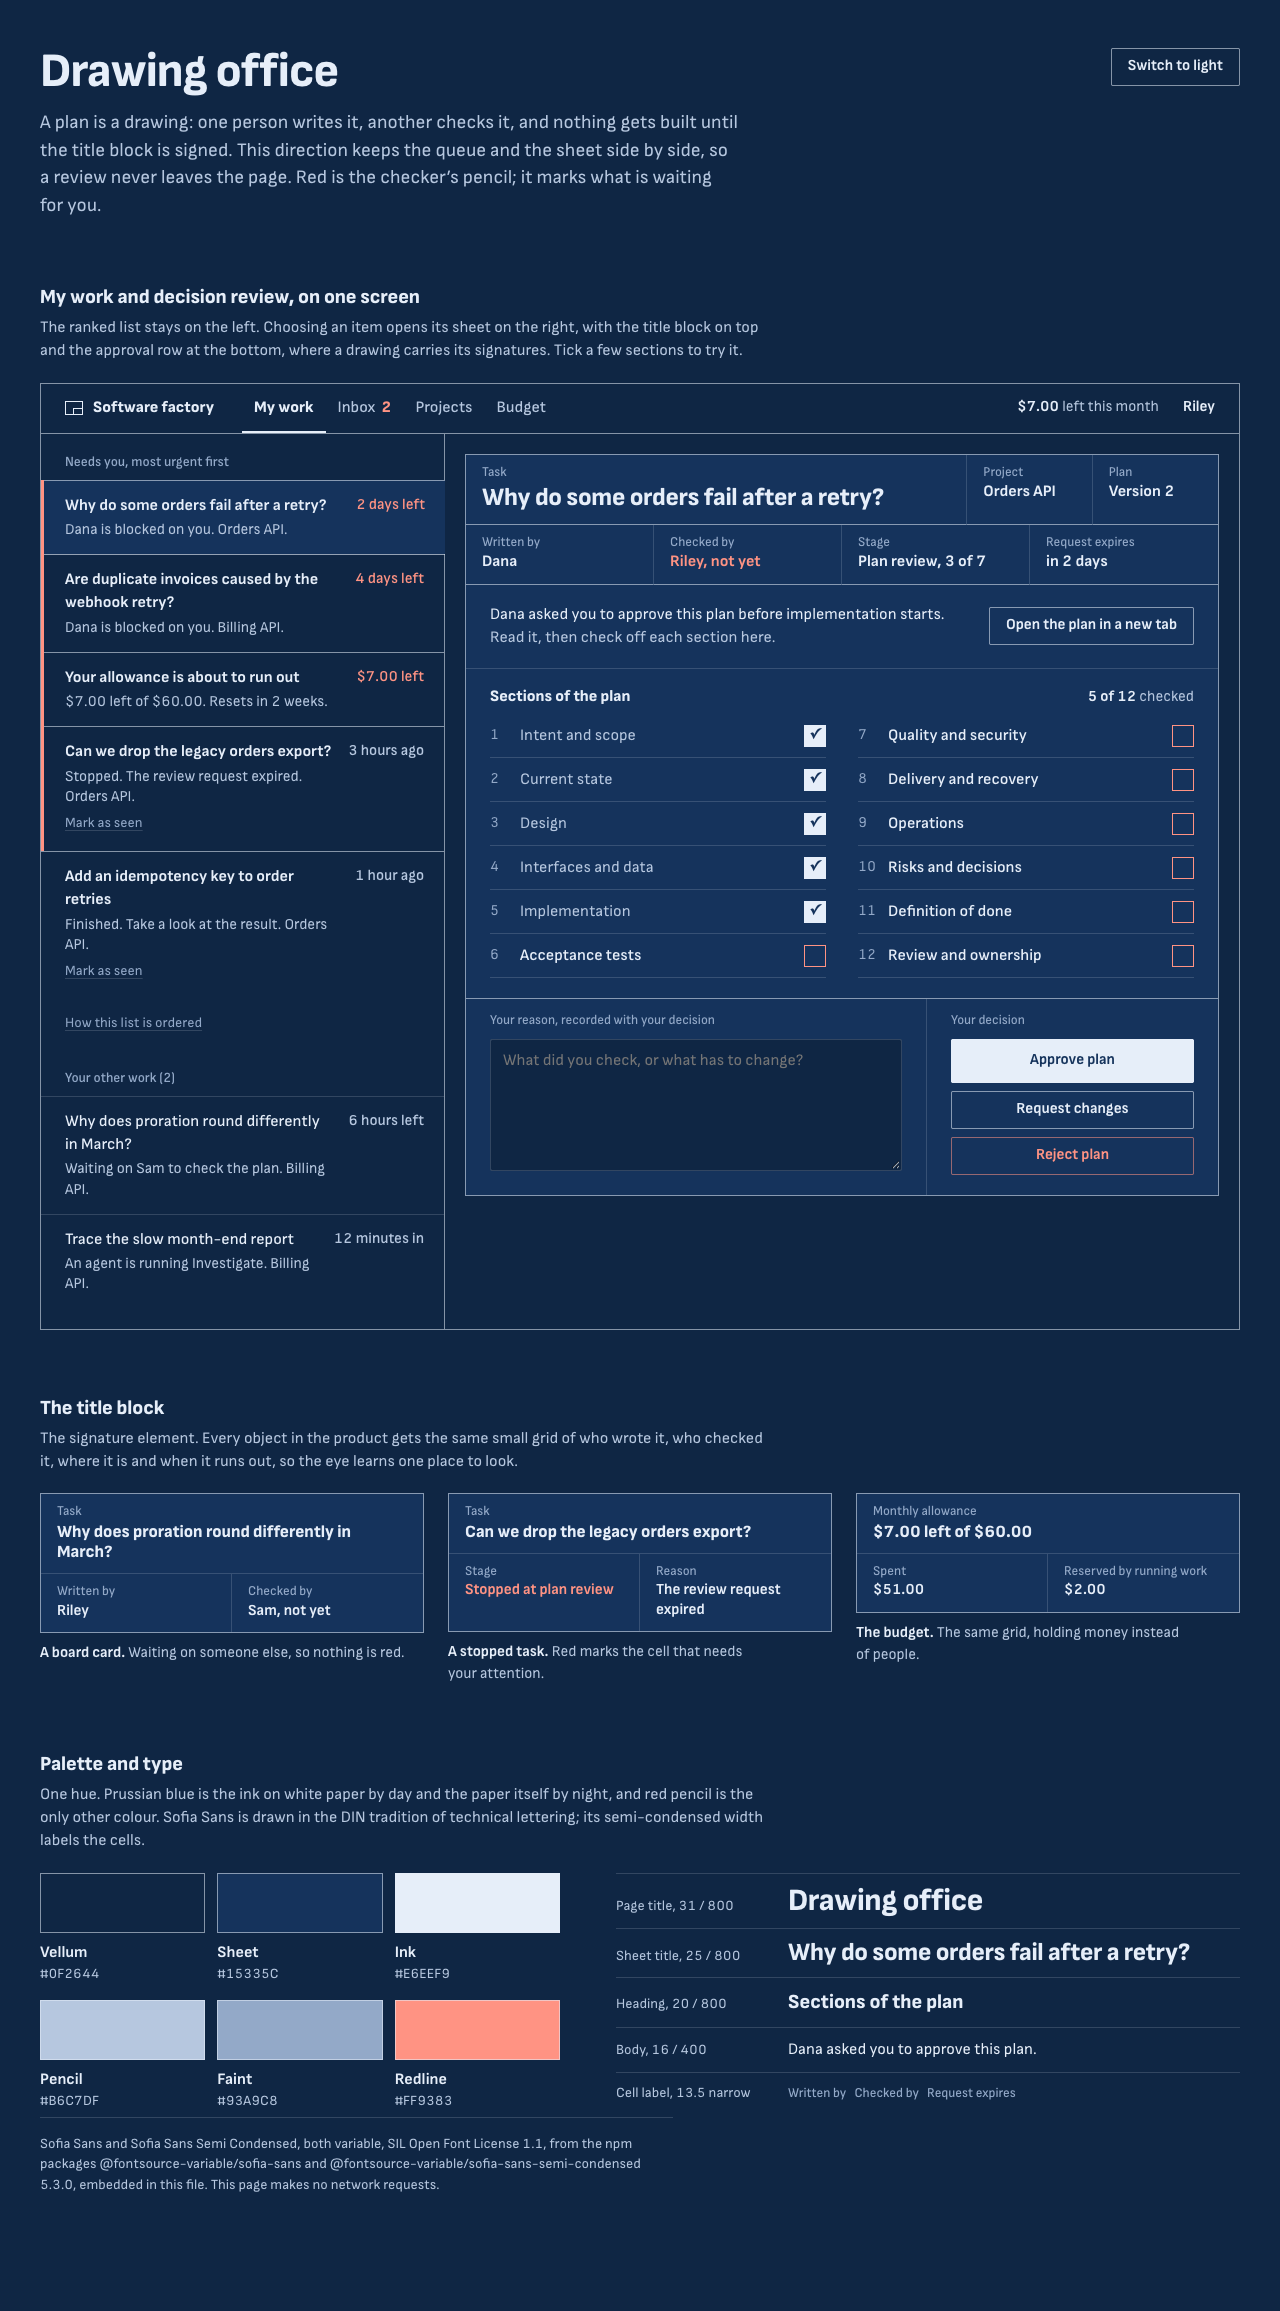 Drawing office
Switch to light
A plan is a drawing: one person writes it, another checks it, and nothing gets built until
the title block is signed. This direction keeps the queue and the sheet side by side, so
a review never leaves the page. Red is the checker’s pencil; it marks what is waiting
for you.
My work and decision review, on one screen
The ranked list stays on the left. Choosing an item opens its sheet on the right, with the title block on top
and the approval row at the bottom, where a drawing carries its signatures. Tick a few sections to try it.
Software factory
My work
Inbox 2
Projects
Budget
$7.00 left this month
Riley
Needs you, most urgent first
Why do some orders fail after a retry?
2 days left
Dana is blocked on you. Orders API.
Are duplicate invoices caused by the
webhook retry?
4 days left
Dana is blocked on you. Billing API.
Your allowance is about to run out
$7.00 left
$7.00 left of $60.00. Resets in 2 weeks.
Can we drop the legacy orders export?
3 hours ago
Stopped. The review request expired.
Orders API.
Mark as seen
Add an idempotency key to order
retries
1 hour ago
Finished. Take a look at the result. Orders
API.
Mark as seen
How this list is ordered
Your other work (2)
Why does proration round differently
in March?
6 hours left
Waiting on Sam to check the plan. Billing
API.
Trace the slow month-end report
12 minutes in
An agent is running Investigate. Billing
API.
Task
Why do some orders fail after a retry?
Project
Orders API
Plan
Version 2
Written by
Dana
Checked by
Riley, not yet
Stage
Plan review, 3 of 7
Request expires
in 2 days
Dana asked you to approve this plan before implementation starts.
Read it, then check off each section here.
Open the plan in a new tab
Sections of the plan
5 of 12 checked
1 Intent and scope
2 Current state
3 Design
4 Interfaces and data
5 Implementation
6 Acceptance tests
7 Quality and security
8 Delivery and recovery
9 Operations
10 Risks and decisions
11 Definition of done
12 Review and ownership
Your reason, recorded with your decision
What did you check, or what has to change?
Your decision
Approve plan
Request changes
Reject plan
The title block
The signature element. Every object in the product gets the same small grid of who wrote it, who checked
it, where it is and when it runs out, so the eye learns one place to look.
Task
Why does proration round differently in
March?
Written by
Riley
Checked by
Sam, not yet
A board card. Waiting on someone else, so nothing is red.
Task
Can we drop the legacy orders export?
Stage
Stopped at plan review
Reason
The review request
expired
A stopped task. Red marks the cell that needs
your attention.
Monthly allowance
$7.00 left of $60.00
Spent
$51.00
Reserved by running work
$2.00
The budget. The same grid, holding money instead
of people.
Palette and type
One hue. Prussian blue is the ink on white paper by day and the paper itself by night, and red pencil is the
only other colour. Sofia Sans is drawn in the DIN tradition of technical lettering; its semi-condensed width
labels the cells.
Vellum
#0F2644
Sheet
#15335C
Ink
#E6EEF9
Pencil
#B6C7DF
Faint
#93A9C8
Redline
#FF9383
Page title, 31 / 800
Drawing office
Sheet title, 25 / 800
Why do some orders fail after a retry?
Heading, 20 / 800
Sections of the plan
Body, 16 / 400
Dana asked you to approve this plan.
Cell label, 13.5 narrow
Written by Checked by Request expires
Sofia Sans and Sofia Sans Semi Condensed, both variable, SIL Open Font License 1.1, from the npm
packages @fontsource-variable/sofia-sans and @fontsource-variable/sofia-sans-semi-condensed
5.3.0, embedded in this file. This page makes no network requests.